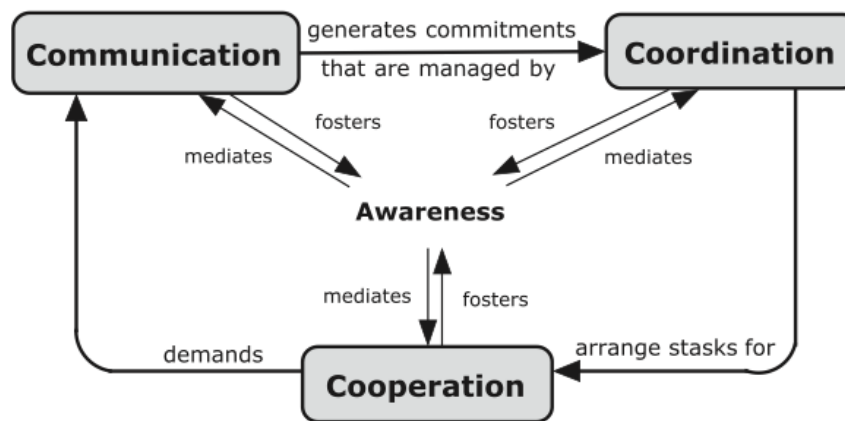 generates commitments
Communication
Coordination
that are managed by
fosters
fosters
mediates
mediates
Awareness
mediates
fosters
demands
arrange stasks for
Cooperation